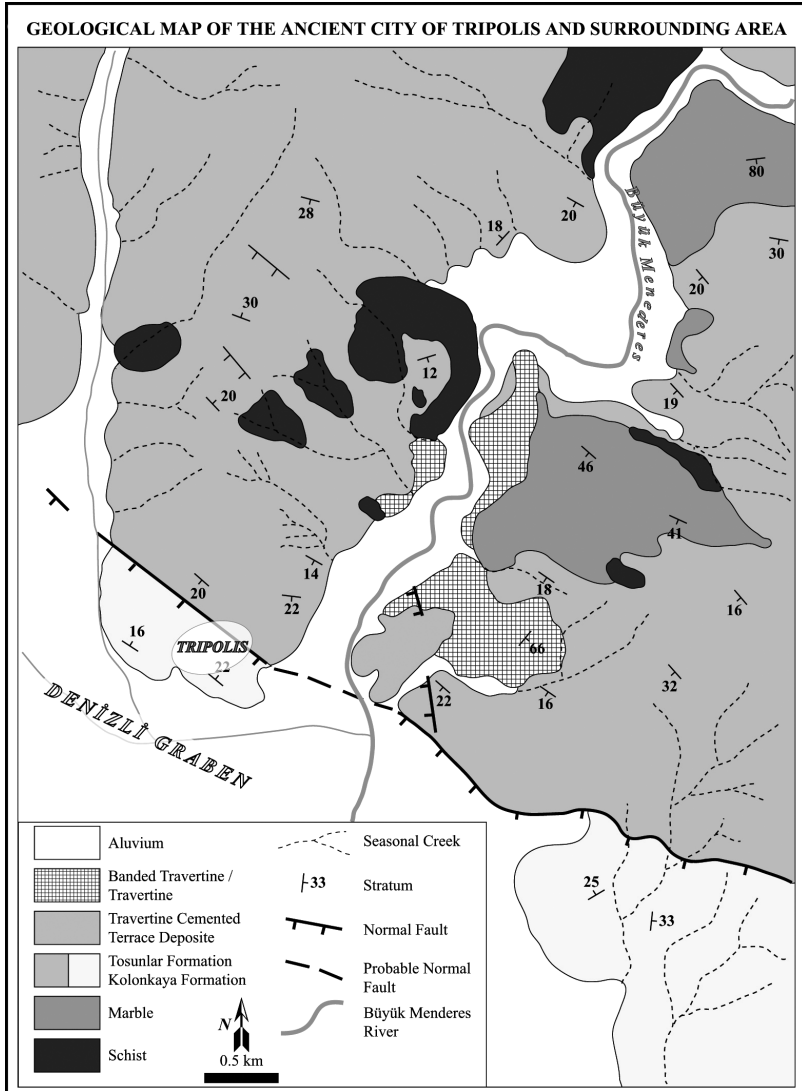 GEOLOGICAL MAP OF THE ANCIENT CITY OF TRIPOLIS AND SURROUNDING AREA
80
28
20
18
30
Büyük Menederes
20
30
12
20
19
46
41
14
20
18
22
16
16
TRIPOLIS
66
22
32
22
16
DENİZLİ GRABEN
25
33
Aluvium
Banded Travertine /
Travertine
Travertine Cemented
Terrace Deposite
Tosunlar Formation
Kolonkaya Formation
Marble
Schist
N
0.5 km
Seasonal Creek
33
Stratum
Normal Fault
Probable Normal
Fault
Büyük Menderes
River